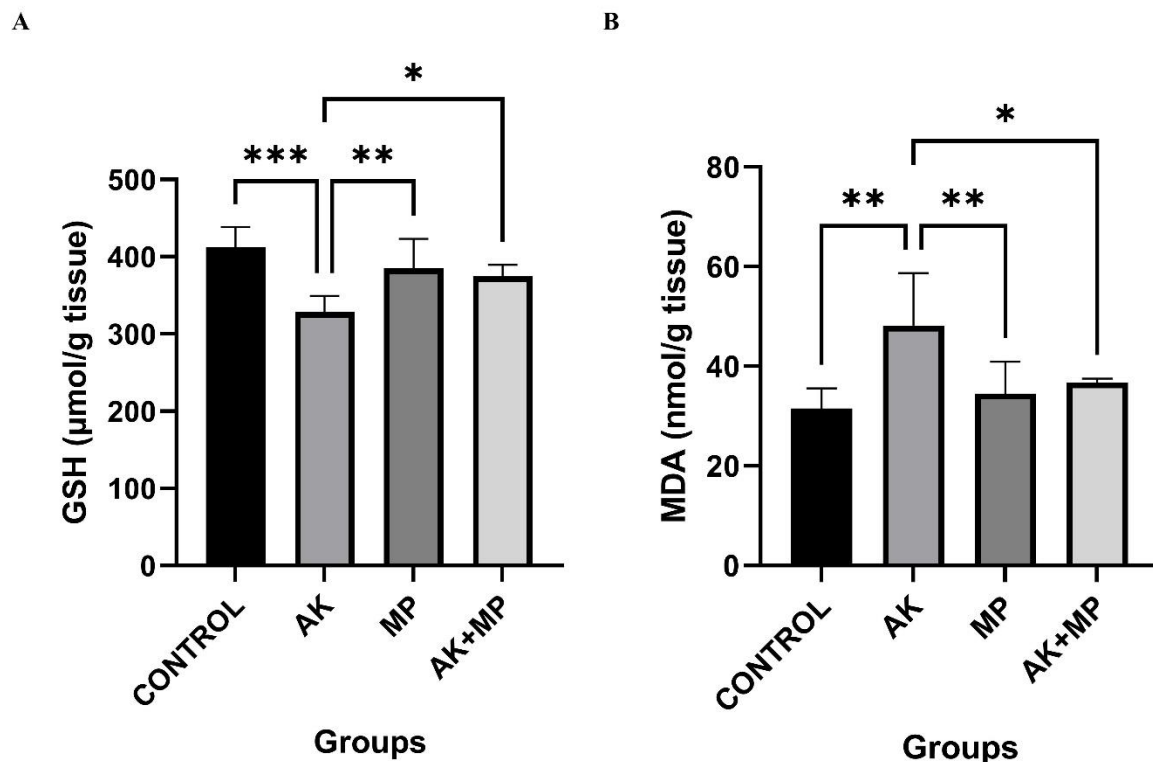 A
*
***
**
500
400
300
200
100
0
GSH (μmol/g tissue)
CONTROL
AK
MP
AK+MP
Groups
B
*
**
**
80
60
40
20
0
MDA (nmol/g tissue)
CONTROL
AK
MP
AK+MP
Groups